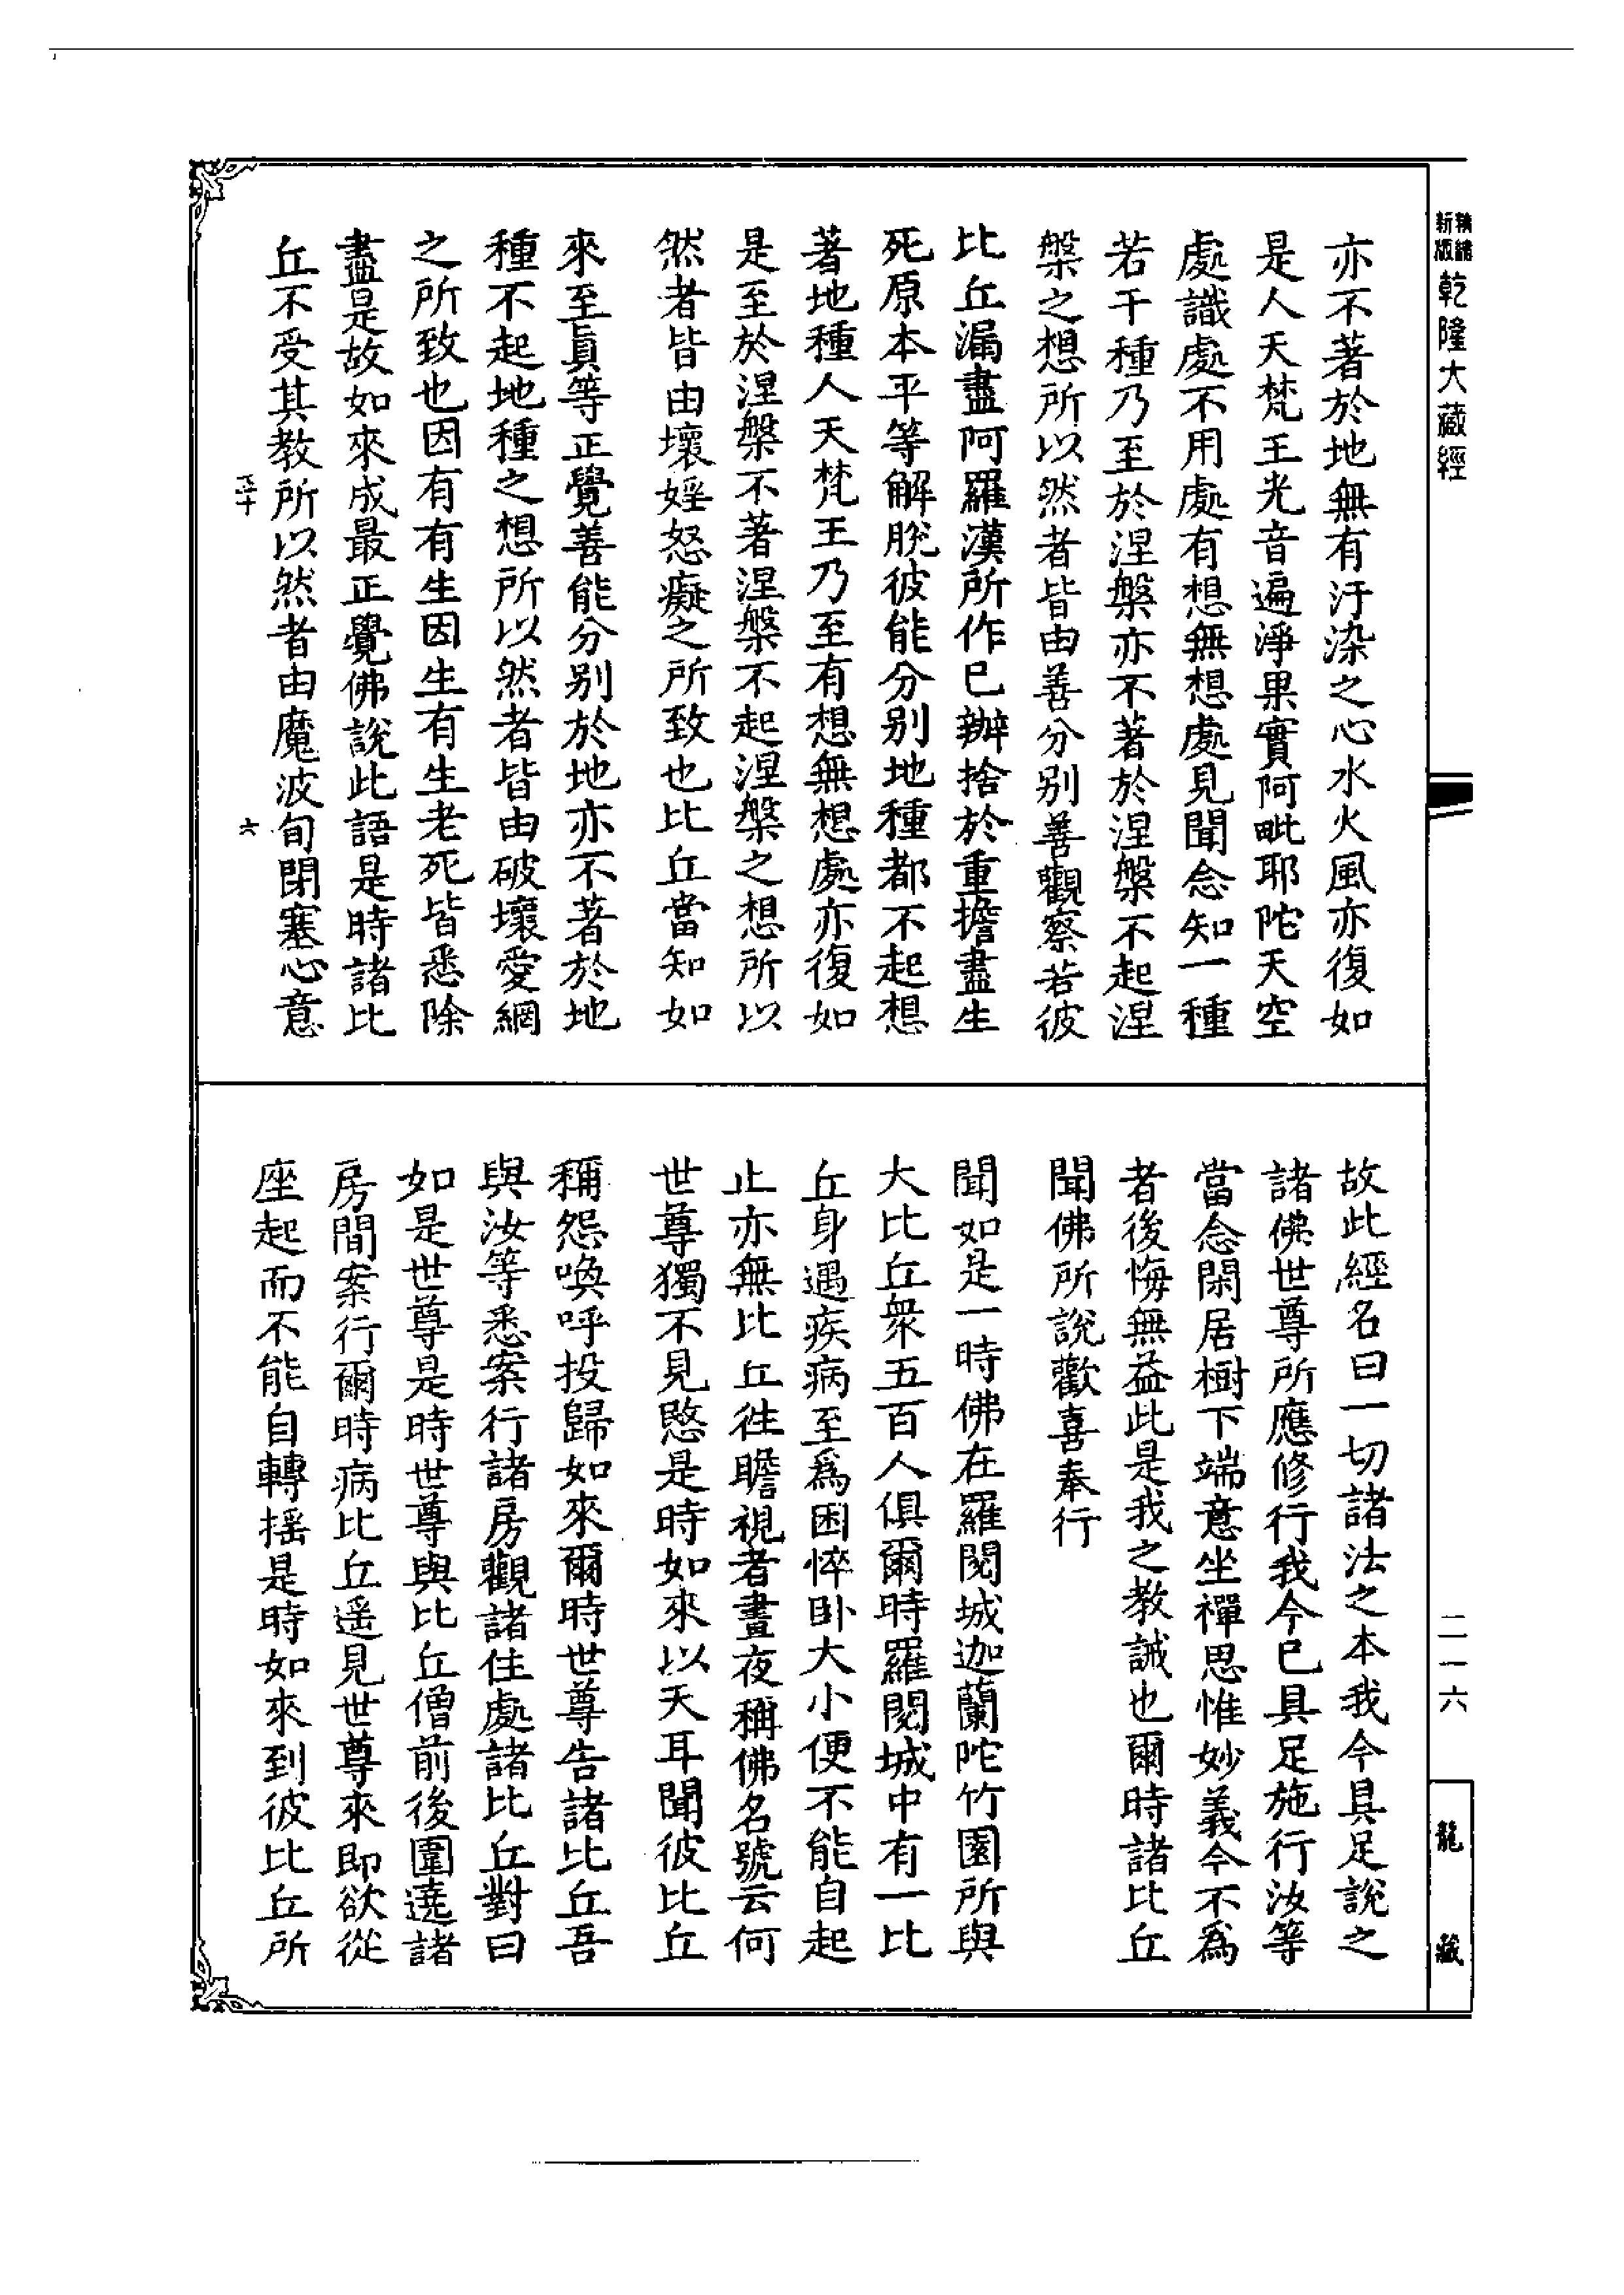 新版
精縮
乾隆大藏經
亦不著於地無有汙染之心水火風亦復如
是人天梵王光音遍淨果實阿毗耶陀天空
處識處不用處有想無想處見聞念知一種
若干種乃至於涅槃亦不著於涅槃不起涅
槃之想所以然者皆由善分别善觀察若彼
比丘漏盡阿羅漢所作已辦捨於重擔盡生
死原本平等解脫彼能分别地種都不起想
著地種人天梵王乃至有想無想處亦復如
是至於涅槃不著涅槃不起涅槃之想所以
然者皆由壞婬怒癡之所致也比丘當知如
來至眞等正覺善能分别於地亦不著於地
種不起地種之想所以然者皆由破壞愛網
之所致也因有有生因生有生老死皆悉除
盡是故如來成最正覺佛說此語是時諸比
丘不受其教所以然者由魔波旬閉塞心意
六
故此經名曰一切諸法之本我今具足說之
諸佛世尊所應修行我今已具足施行汝等
當念閑居樹下端意坐禪思惟妙義今不爲
者後悔無益此是我之教誡也爾時諸比丘
聞佛所說歡喜奉行
聞如是一時佛在羅閱城迦蘭陀竹園所與
大比丘衆五百人俱爾時羅閱城中有一比
丘身遇疾病至爲困悴卧大小便不能自起
止亦無比丘往瞻視者晝夜稱佛名號云何
世尊獨不見愍是時如來以天耳聞彼比丘
稱怨喚呼投歸如來爾時世尊告諸比丘吾
與汝等悉案行諸房觀諸住處諸比丘對曰
如是世尊是時世尊與比丘僧前後圍遶諸
房間案行爾時病比丘遥見世尊來即欲從
座起而不能自轉摇是時如來到彼比丘所
二一六
龍藏